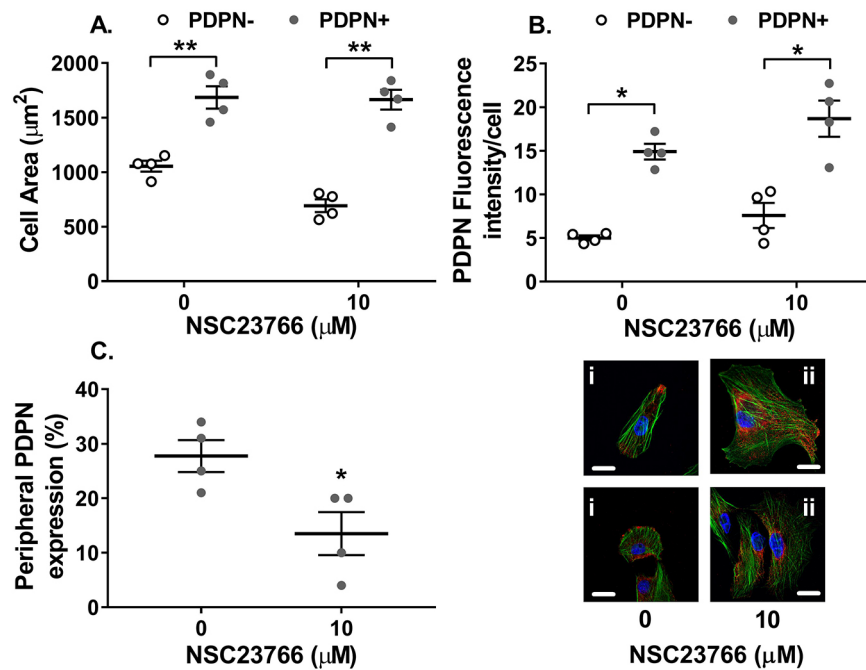 A.
PDPN- PDPN+
**
**
2000
1500
1000
500
0
Cell Area (μm²)
0 10
NSC23766 (μM)
B.
PDPN- PDPN+
*
*
25
20
15
10
5
0
PDPN Fluorescence
intensity/cell
0 10
NSC23766 (μM)
C.
40
30
20
10
0
Peripheral PDPN
expression (%)
*
0 10
NSC23766 (μM)
i ii
i ii
0 10
NSC23766 (μM)